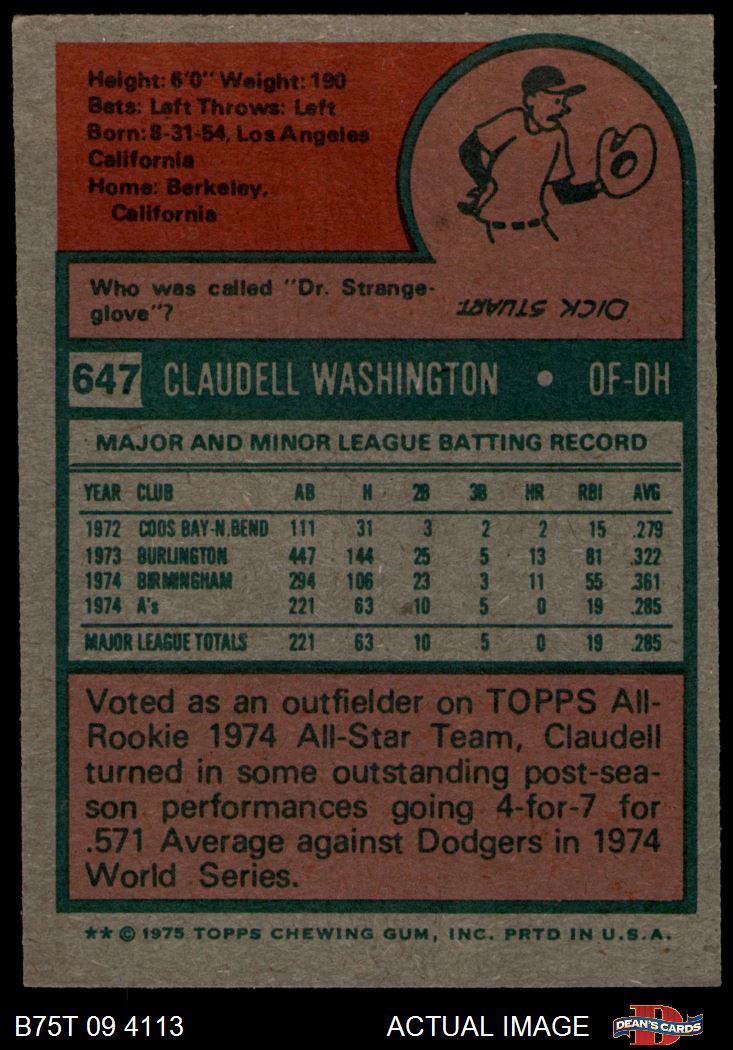 Height: 6'0" Weight: 190
Bats: Left Throws: Left
Born: 8-31-54, Los Angeles
California
Home: Berkeley,
California
Who was called "Dr. Strange-
glove"?
DICK STUART
647 CLAUDELL WASHINGTON • OF-DH
MAJOR AND MINOR LEAGUE BATTING RECORD
YEAR CLUB AB H 2B 3B HR RBI AVG
1972 COOS BAY-N.BEND 111 31 3 2 2 15 .279
1973 BURLINGTON 447 144 25 5 13 81 .322
1974 BIRMINGHAM 294 106 23 3 11 55 .361
1974 A's 221 63 10 5 0 19 .285
MAJOR LEAGUE TOTALS 221 63 10 5 0 19 .285
Voted as an outfielder on TOPPS All-
Rookie 1974 All-Star Team, Claudell
turned in some outstanding post-sea-
son performances going 4-for-7 for
.571 Average against Dodgers in 1974
World Series.
** © 1975 TOPPS CHEWING GUM, INC. PRTD IN U.S.A.
B75T 09 4113 ACTUAL IMAGE DEAN'S CARDS